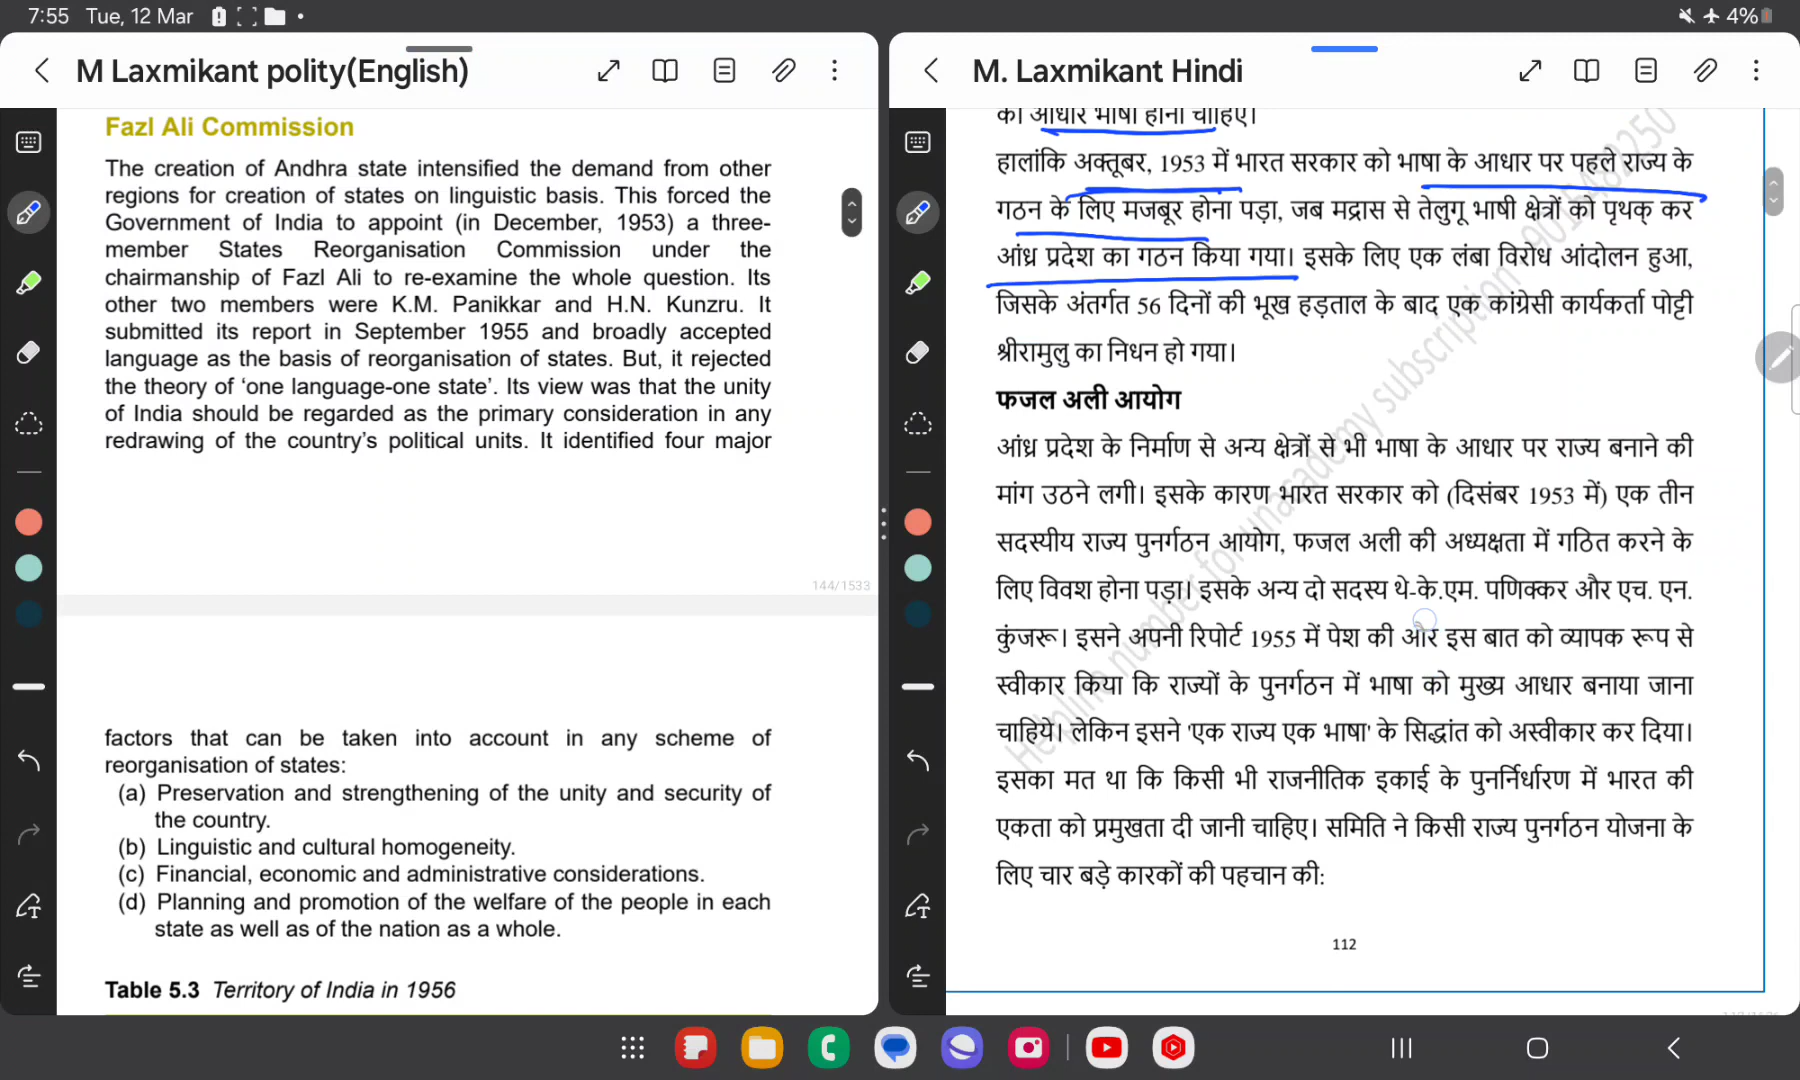 7:55 Tue, 12 Mar
4%
M Laxmikant polity(English)
Fazl Ali Commission
The creation of Andhra state intensified the demand from other
regions for creation of states on linguistic basis. This forced the
Government of India to appoint (in December, 1953) a three-
member States Reorganisation Commission under the
chairmanship of Fazl Ali to re-examine the whole question. Its
other two members were K.M. Panikkar and H.N. Kunzru. It
submitted its report in September 1955 and broadly accepted
language as the basis of reorganisation of states. But, it rejected
the theory of ‘one language-one state’. Its view was that the unity
of India should be regarded as the primary consideration in any
redrawing of the country’s political units. It identified four major
144/1533
factors that can be taken into account in any scheme of
reorganisation of states:
(a) Preservation and strengthening of the unity and security of
the country.
(b) Linguistic and cultural homogeneity.
(c) Financial, economic and administrative considerations.
(d) Planning and promotion of the welfare of the people in each
state as well as of the nation as a whole.
Table 5.3 Territory of India in 1956
M. Laxmikant Hindi
का आधार भाषा होना चाहिए।
हालांकि अक्तूबर, 1953 में भारत सरकार को भाषा के आधार पर पहले राज्य के
गठन के लिए मजबूर होना पड़ा, जब मद्रास से तेलुगू भाषी क्षेत्रों को पृथक् कर
आंध्र प्रदेश का गठन किया गया। इसके लिए एक लंबा विरोध आंदोलन हुआ,
जिसके अंतर्गत 56 दिनों की भूख हड़ताल के बाद एक कांग्रेसी कार्यकर्ता पोट्टी
श्रीरामुलु का निधन हो गया।
फजल अली आयोग
आंध्र प्रदेश के निर्माण से अन्य क्षेत्रों से भी भाषा के आधार पर राज्य बनाने की
मांग उठने लगी। इसके कारण भारत सरकार को (दिसंबर 1953 में) एक तीन
सदस्यीय राज्य पुनर्गठन आयोग, फजल अली की अध्यक्षता में गठित करने के
लिए विवश होना पड़ा। इसके अन्य दो सदस्य थे-के.एम. पणिक्कर और एच. एन.
कुंजरू। इसने अपनी रिपोर्ट 1955 में पेश की और इस बात को व्यापक रूप से
स्वीकार किया कि राज्यों के पुनर्गठन में भाषा को मुख्य आधार बनाया जाना
चाहिये। लेकिन इसने 'एक राज्य एक भाषा' के सिद्धांत को अस्वीकार कर दिया।
इसका मत था कि किसी भी राजनीतिक इकाई के पुनर्निर्धारण में भारत की
एकता को प्रमुखता दी जानी चाहिए। समिति ने किसी राज्य पुनर्गठन योजना के
लिए चार बड़े कारकों की पहचान की:
112
Helpline number for unacademy subscription 9016482250